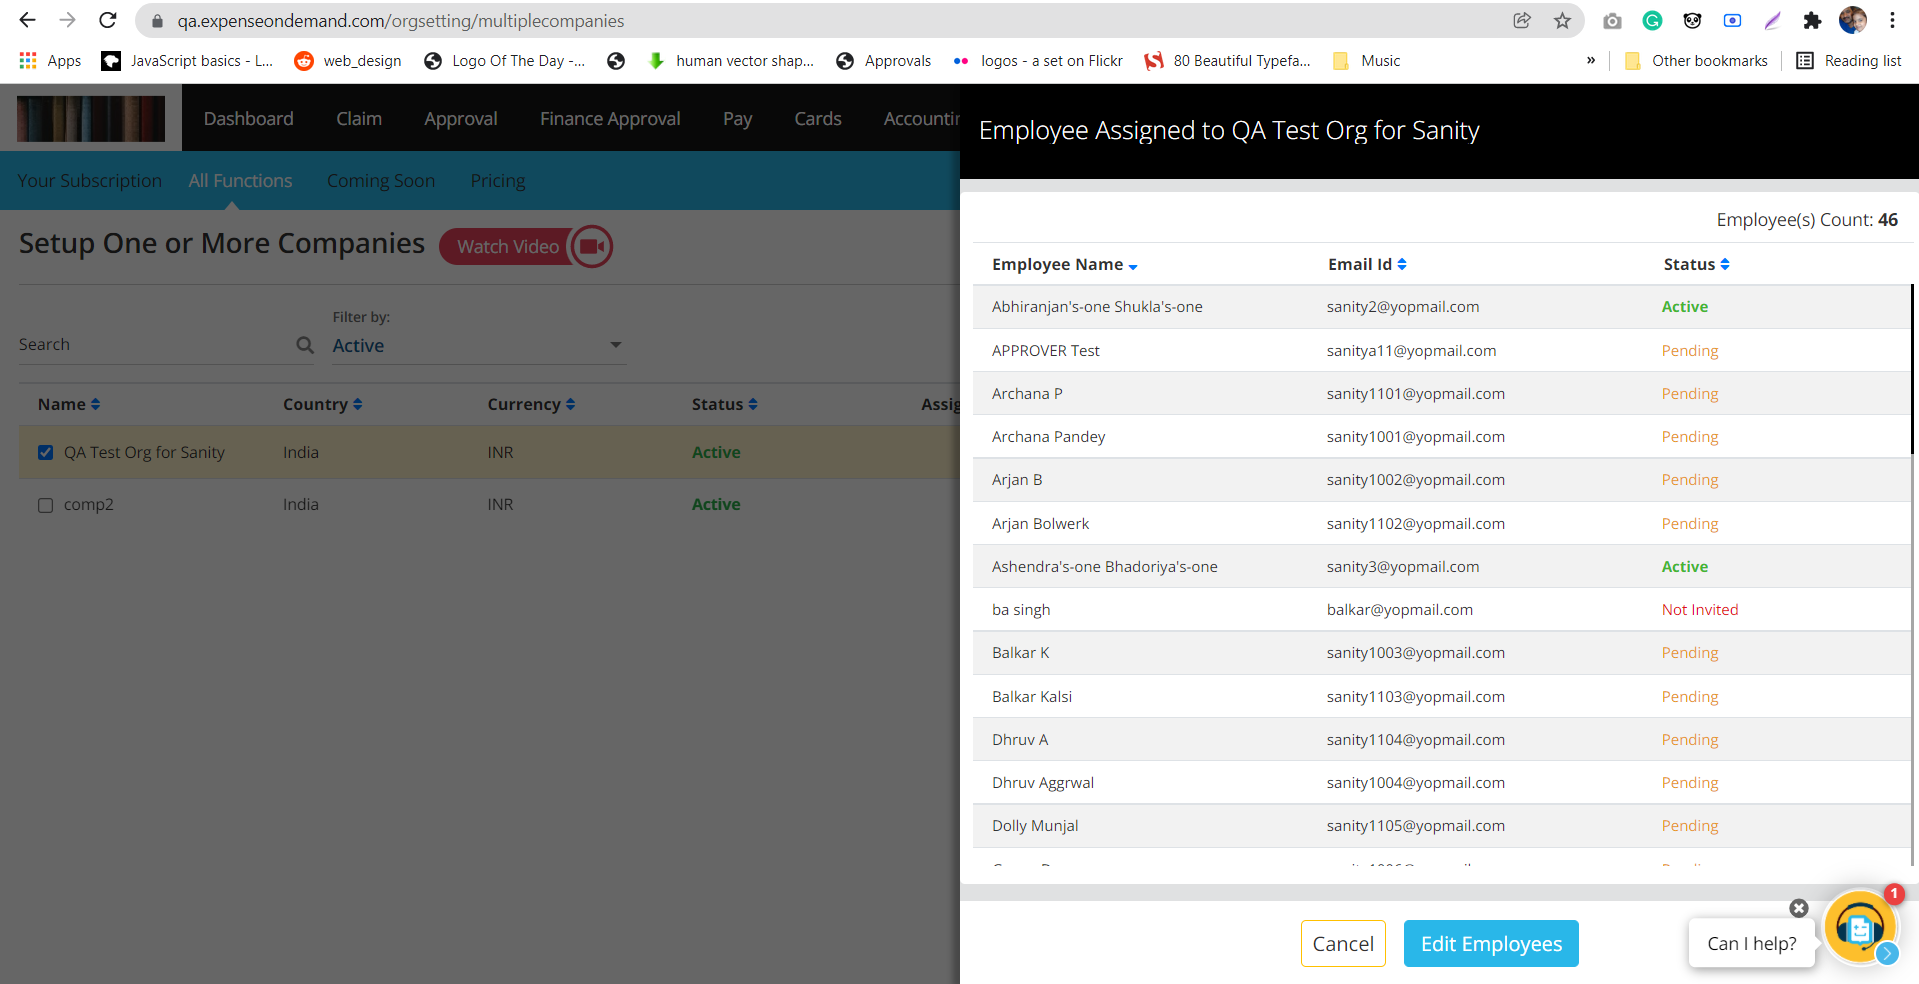 qa.expenseondemand.com/orgsetting/multiplecompanies
Apps JavaScript basics - L... web_design Logo Of The Day -... human vector shap... Approvals logos - a set on Flickr 80 Beautiful Typefa... Music » Other bookmarks Reading list
Dashboard Claim Approval Finance Approval Pay Cards Accountin
Your Subscription All Functions Coming Soon Pricing
Setup One or More Companies Watch Video
Filter by:
Search Active
Name Country Currency Status Assig
QA Test Org for Sanity India INR Active
comp2 India INR Active
Employee Assigned to QA Test Org for Sanity
Employee(s) Count: 46
Employee Name Email Id Status
Abhiranjan's-one Shukla's-one sanity2@yopmail.com Active
APPROVER Test sanitya11@yopmail.com Pending
Archana P sanity1101@yopmail.com Pending
Archana Pandey sanity1001@yopmail.com Pending
Arjan B sanity1002@yopmail.com Pending
Arjan Bolwerk sanity1102@yopmail.com Pending
Ashendra's-one Bhadoriya's-one sanity3@yopmail.com Active
ba singh balkar@yopmail.com Not Invited
Balkar K sanity1003@yopmail.com Pending
Balkar Kalsi sanity1103@yopmail.com Pending
Dhruv A sanity1104@yopmail.com Pending
Dhruv Aggrwal sanity1004@yopmail.com Pending
Dolly Munjal sanity1105@yopmail.com Pending
Cancel Edit Employees
Can I help?
1